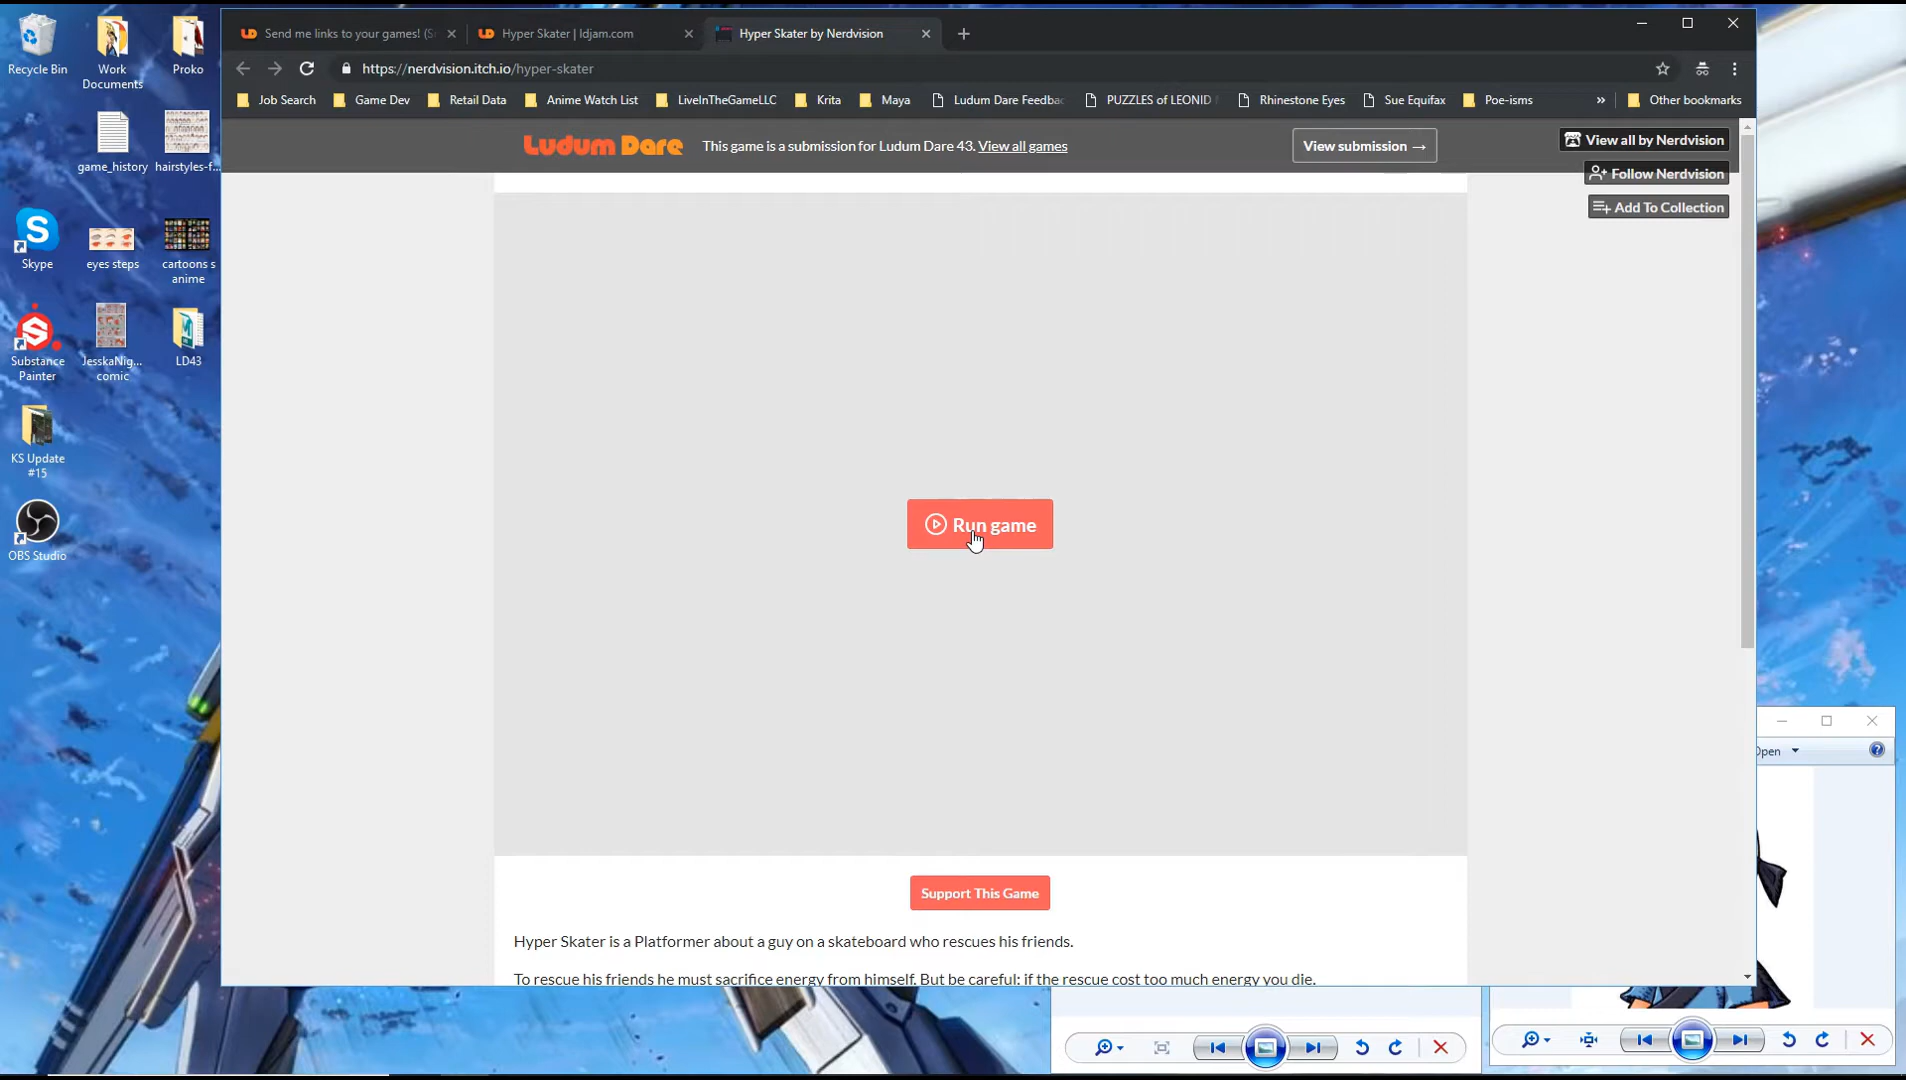 Recycle Bin
Work Documents
Proko
game_history
hairstyles-f...
Skype
eyes steps
cartoons s anime
Substance Painter
JesskaNig... comic
LD43
KS Update #15
OBS Studio
Send me links to your games! (S
Hyper Skater | ldjam.com
Hyper Skater by Nerdvision
https://nerdvision.itch.io/hyper-skater
Job Search
Game Dev
Retail Data
Anime Watch List
LiveInTheGameLLC
Krita
Maya
Ludum Dare Feedba
PUZZLES of LEONID
Rhinestone Eyes
Sue Equifax
Poe-isms
»
Other bookmarks
Ludum Dare
This game is a submission for Ludum Dare 43. View all games
View submission →
View all by Nerdvision
Follow Nerdvision
Add To Collection
Run game
Support This Game
Hyper Skater is a Platformer about a guy on a skateboard who rescues his friends.
To rescue his friends he must sacrifice energy from himself. But be careful: if the rescue cost too much energy you die.
Open